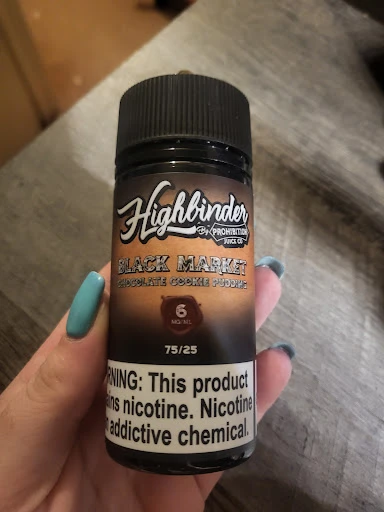 Highbinder
By PROHIBITION
JUICE CO
BLACK MARKET
CHOCOLATE COOKIE PUDDING
6
MG/ML
75/25
RNING: This product
ins nicotine. Nicotine
addictive chemical.